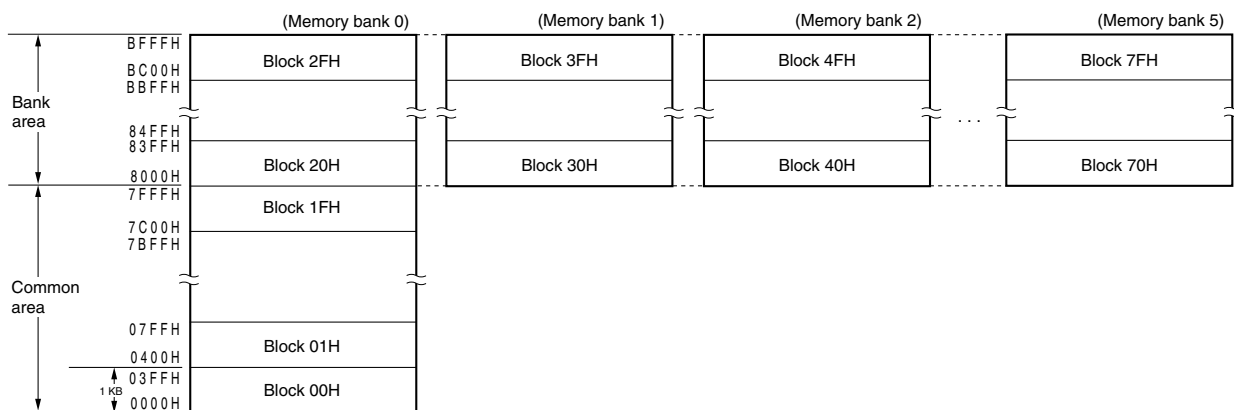 (Memory bank 0) (Memory bank 1) (Memory bank 2) (Memory bank 5)
BFFFH
Block 2FH Block 3FH Block 4FH Block 7FH
BC00H
BBFFH
Bank
area
. . .
84FFH
83FFH
Block 20H Block 30H Block 40H Block 70H
8000H
7FFFH
Block 1FH
7C00H
7BFFH
Common
area
07FFH
Block 01H
0400H
03FFH
1 KB
Block 00H
0000H